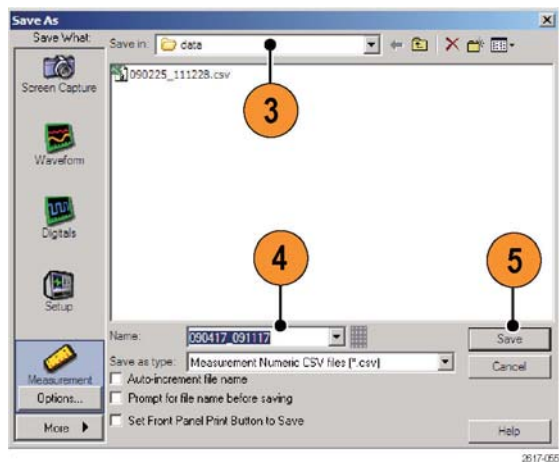 Save As
Save What:
Save in: data
090225_111228.csv
Screen Capture
Waveform
Digitals
Setup
Measurement
Options...
More
3
4
5
Name: 090417_091117
Save
Save as type: Measurement Numeric CSV files (*.csv)
Cancel
Auto-increment file name
Prompt for file name before saving
Set Front Panel Print Button to Save
Help
2617-055